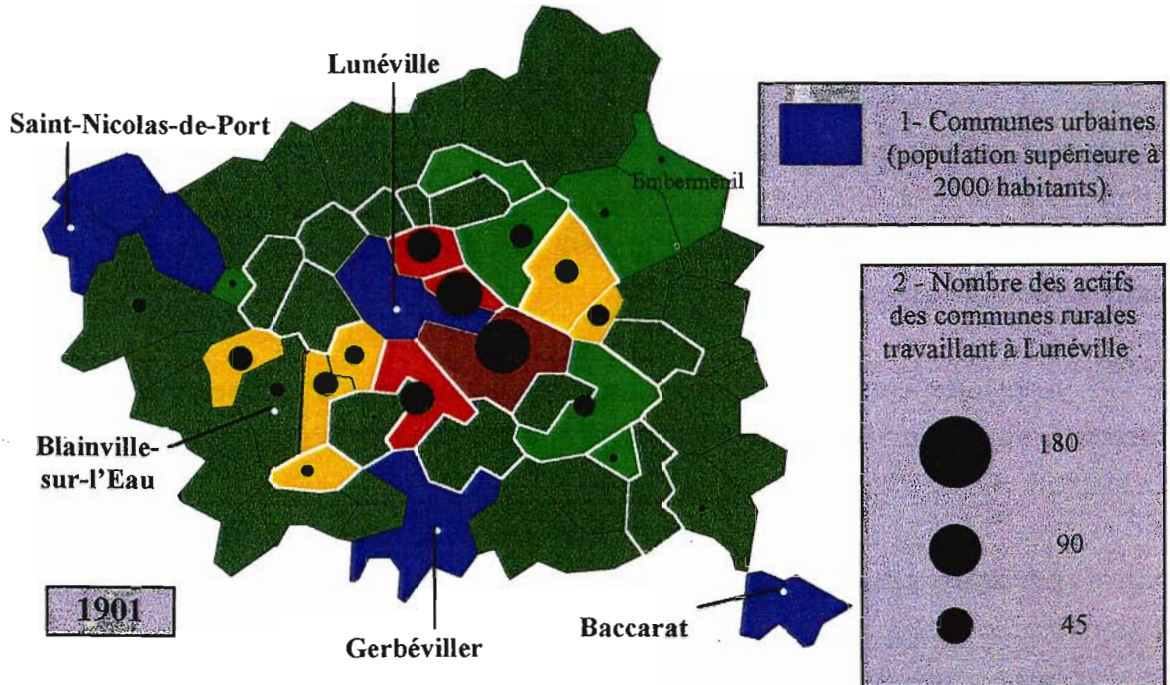 Lunéville
Saint-Nicolas-de-Port
Embermenil
Blainville-
sur-l'Eau
1901
Gerbéviller
Baccarat
1- Communes urbaines
(population supérieure à
2000 habitants).
2 - Nombre des actifs
des communes rurales
travaillant à Lunéville :
180
90
45